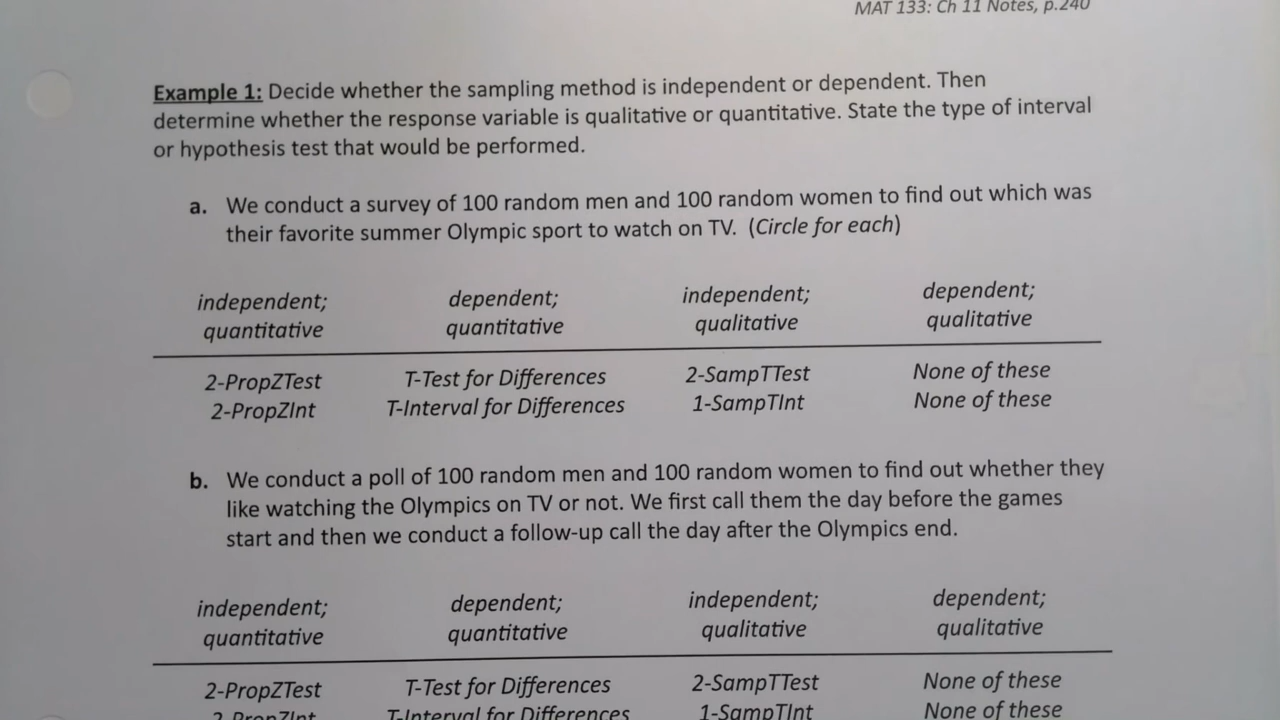 MAT 133: Ch 11 Notes, p.240
Example 1: Decide whether the sampling method is independent or dependent. Then
determine whether the response variable is qualitative or quantitative. State the type of interval
or hypothesis test that would be performed.
a. We conduct a survey of 100 random men and 100 random women to find out which was
their favorite summer Olympic sport to watch on TV. (Circle for each)
independent; dependent; independent; dependent;
quantitative quantitative qualitative qualitative
2-PropZTest T-Test for Differences 2-SampTTest None of these
2-PropZInt T-Interval for Differences 1-SampTInt None of these
b. We conduct a poll of 100 random men and 100 random women to find out whether they
like watching the Olympics on TV or not. We first call them the day before the games
start and then we conduct a follow-up call the day after the Olympics end.
independent; dependent; independent; dependent;
quantitative quantitative qualitative qualitative
2-PropZTest T-Test for Differences 2-SampTTest None of these
2-PropZInt T-Interval for Differences 1-SampTInt None of these